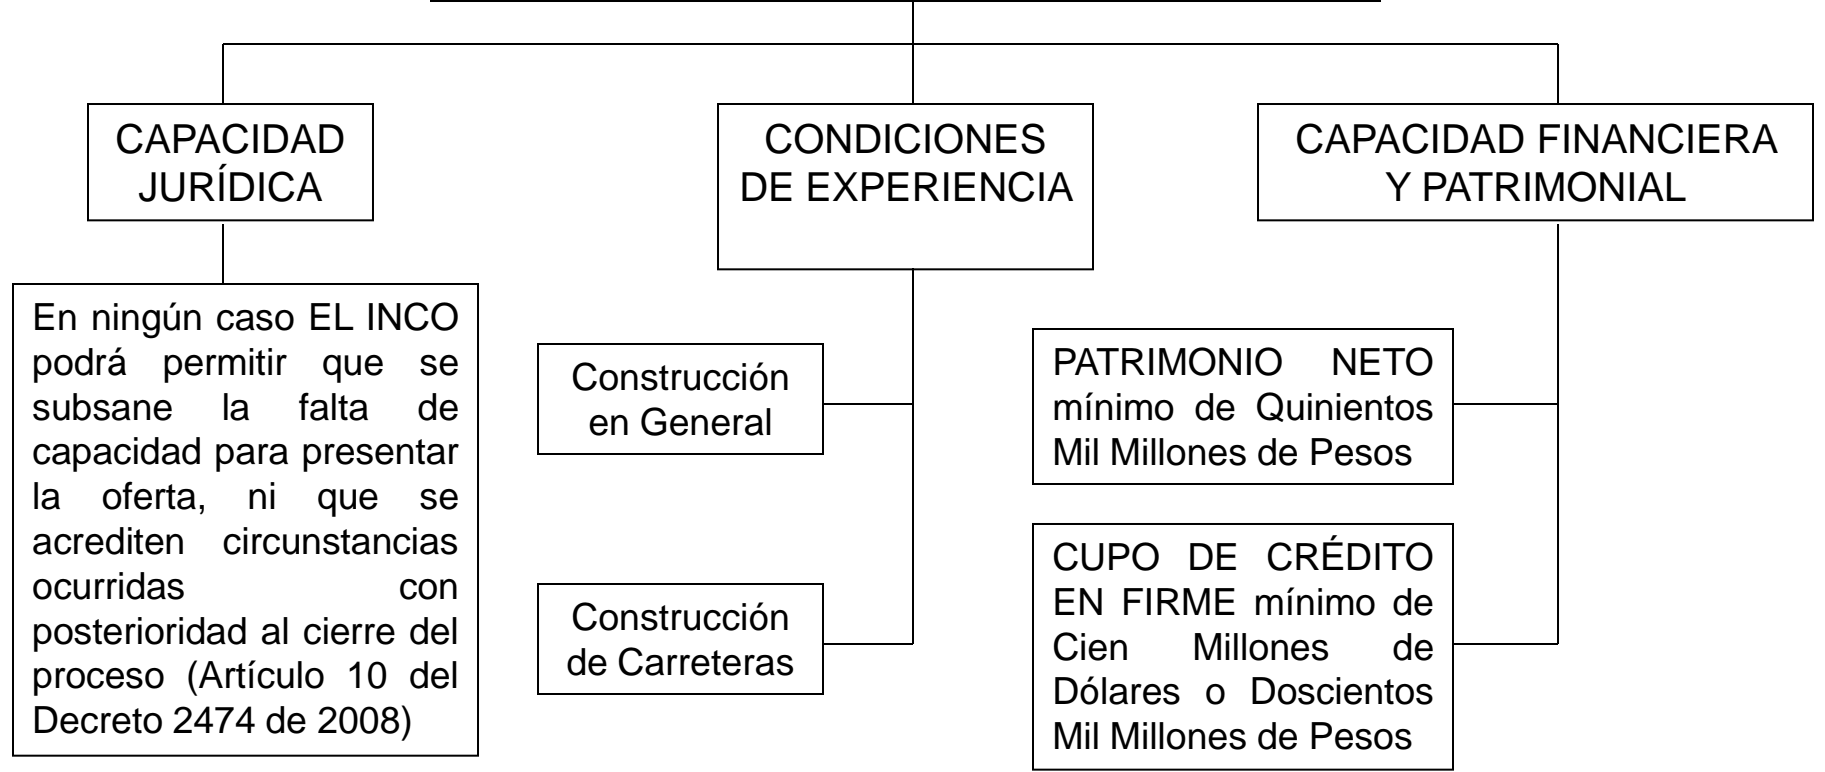 CAPACIDAD
JURÍDICA
En ningún caso EL INCO
podrá permitir que se
subsane la falta de
capacidad para presentar
la oferta, ni que se
acrediten circunstancias
ocurridas con
posterioridad al cierre del
proceso (Artículo 10 del
Decreto 2474 de 2008)
CONDICIONES
DE EXPERIENCIA
Construcción
en General
Construcción
de Carreteras
CAPACIDAD FINANCIERA
Y PATRIMONIAL
PATRIMONIO NETO
mínimo de Quinientos
Mil Millones de Pesos
CUPO DE CRÉDITO
EN FIRME mínimo de
Cien Millones de
Dólares o Doscientos
Mil Millones de Pesos